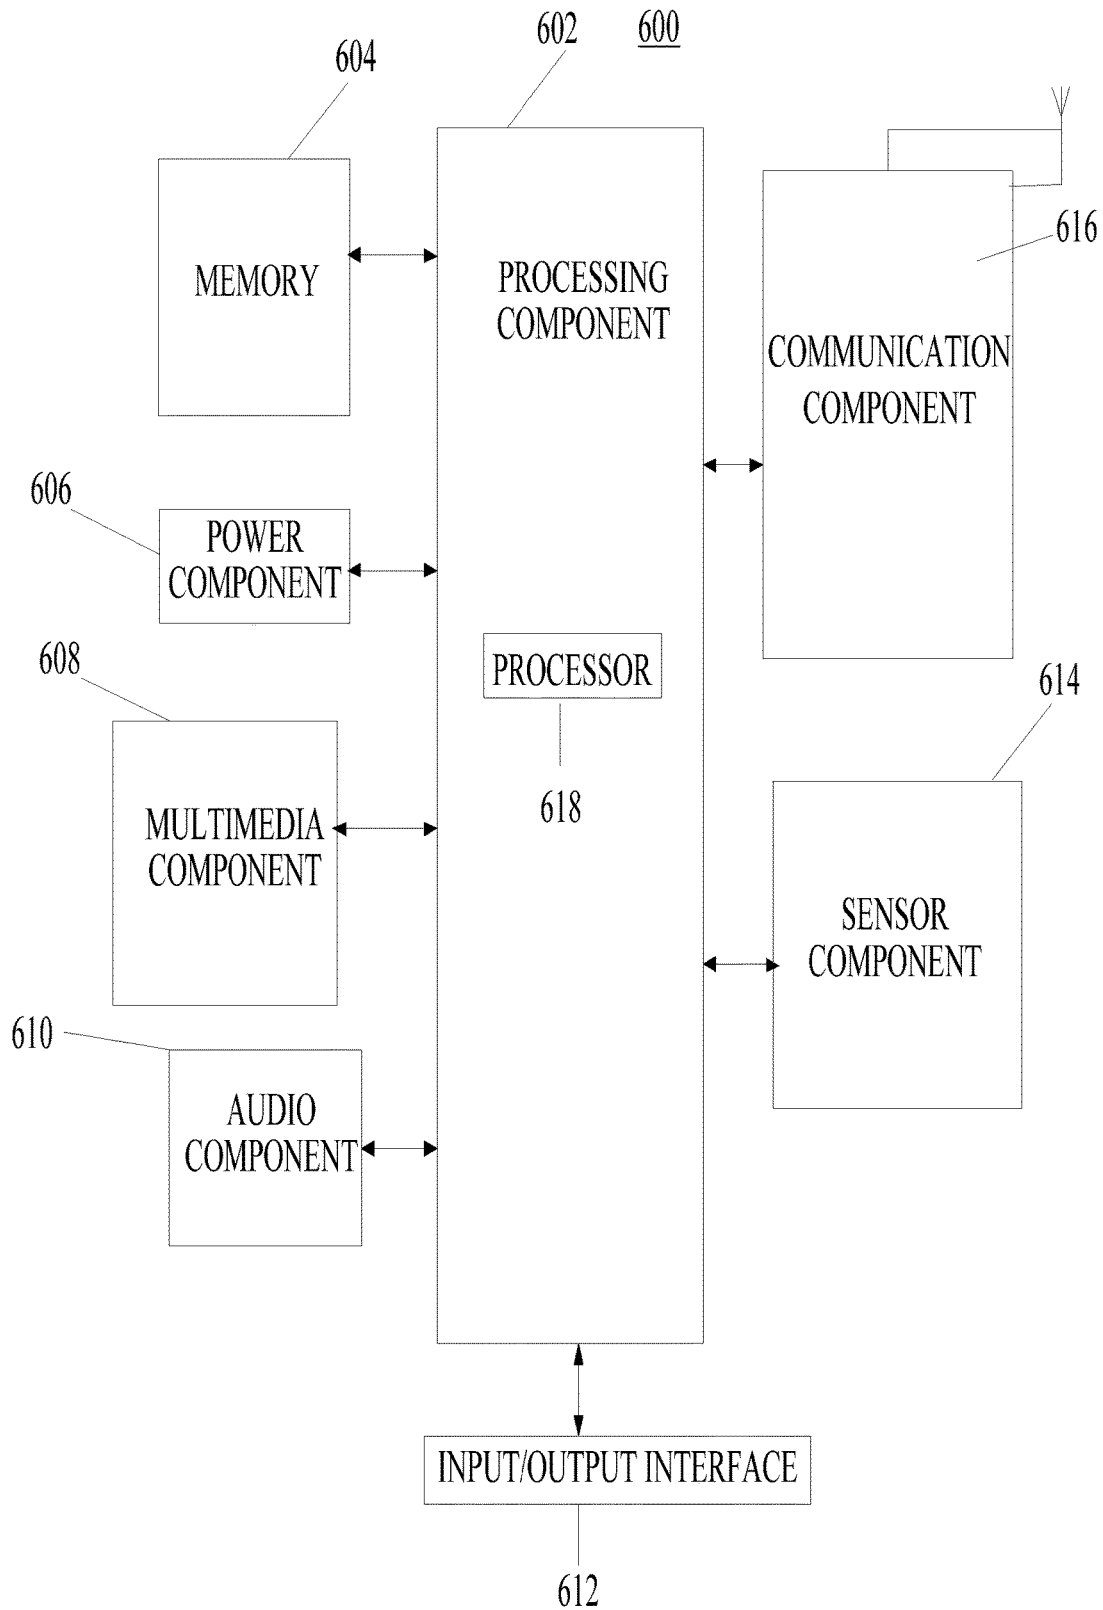 600
602
604
MEMORY
PROCESSING
COMPONENT
616
COMMUNICATION
COMPONENT
606
POWER
COMPONENT
608
PROCESSOR
618
614
MULTIMEDIA
COMPONENT
SENSOR
COMPONENT
610
AUDIO
COMPONENT
INPUT/OUTPUT INTERFACE
612